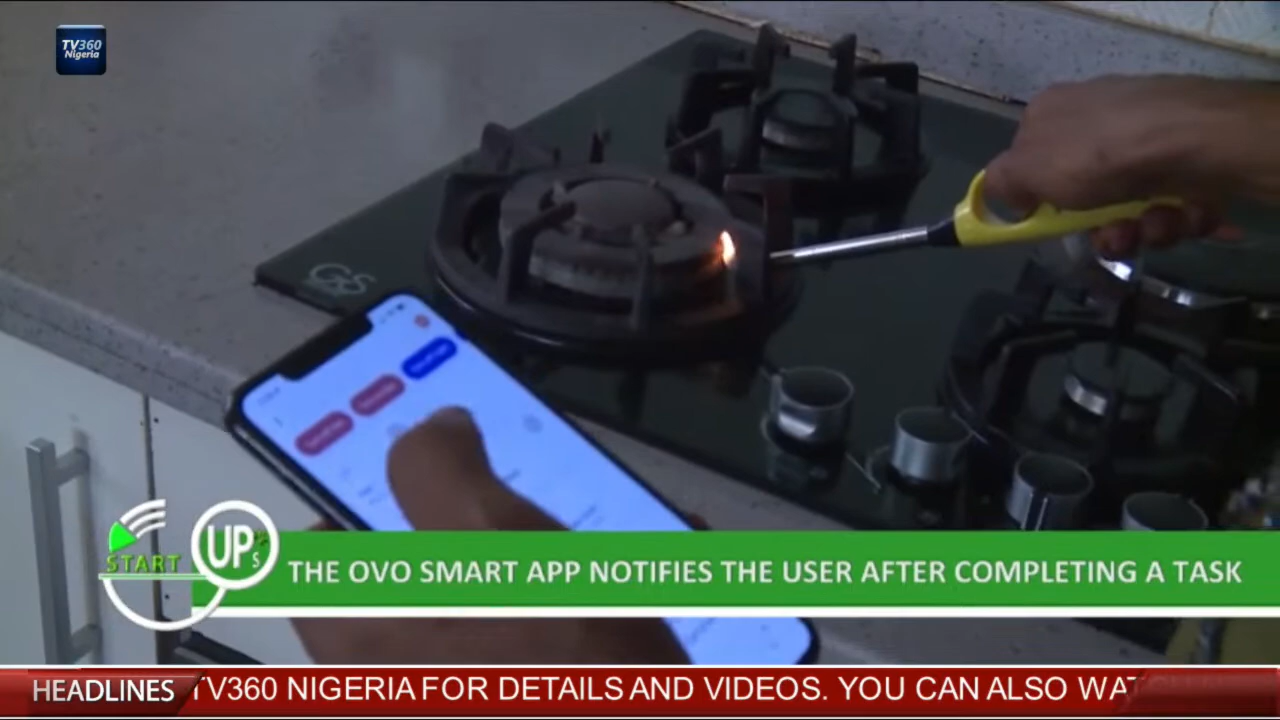 TV360
Nigeria
GS
START UPs
THE OVO SMART APP NOTIFIES THE USER AFTER COMPLETING A TASK
HEADLINES
TV360 NIGERIA FOR DETAILS AND VIDEOS. YOU CAN ALSO WAT